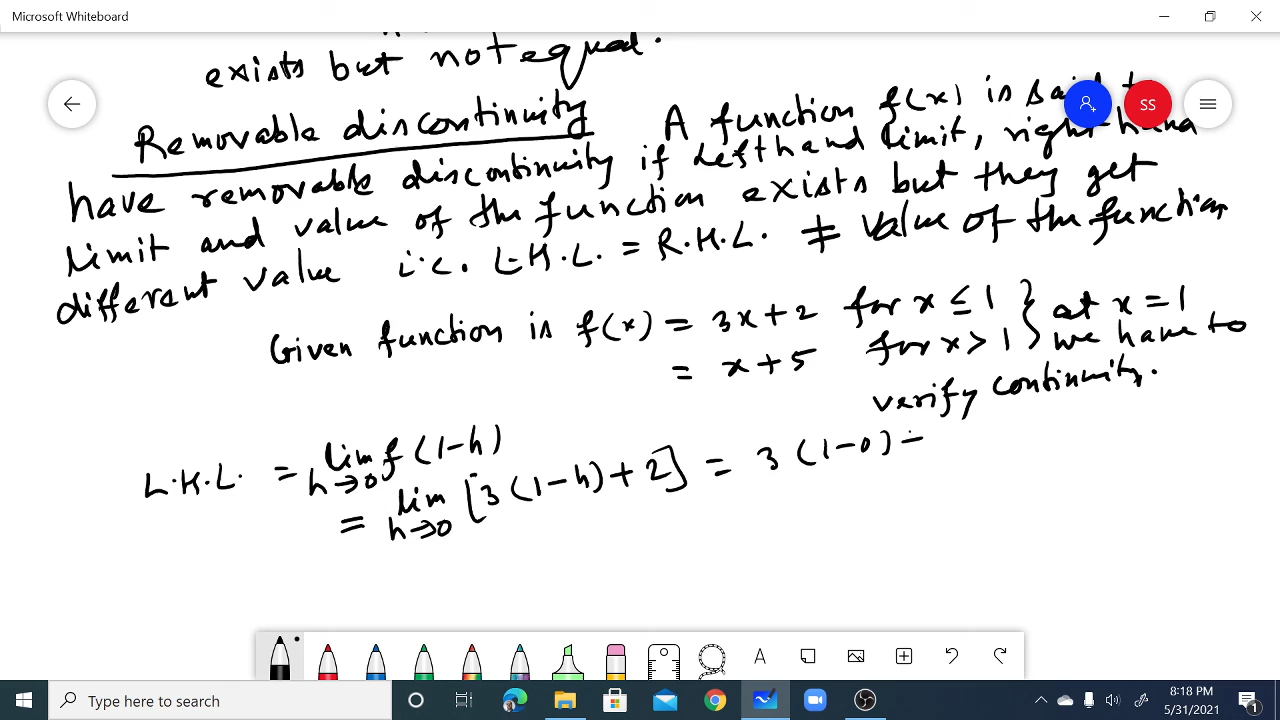 Microsoft Whiteboard
exists but not equal.
Removable discontinuity A function f(x) is said to
SS
have removable discontinuity if left hand limit, right hand
limit and value of the function exists but they get
different value i.e. L.H.L. = R.H.L. ≠ value of the function
Given function is f(x) = 3x+2 for x ≤ 1 } at x = 1
= x+5 for x > 1 } we have to
verify continuity.
L.H.L. = lim h→0 f(1-h)
= lim h→0 [3(1-h)+2] = 3(1-0)
A
Type here to search
8:18 PM
5/31/2021
1